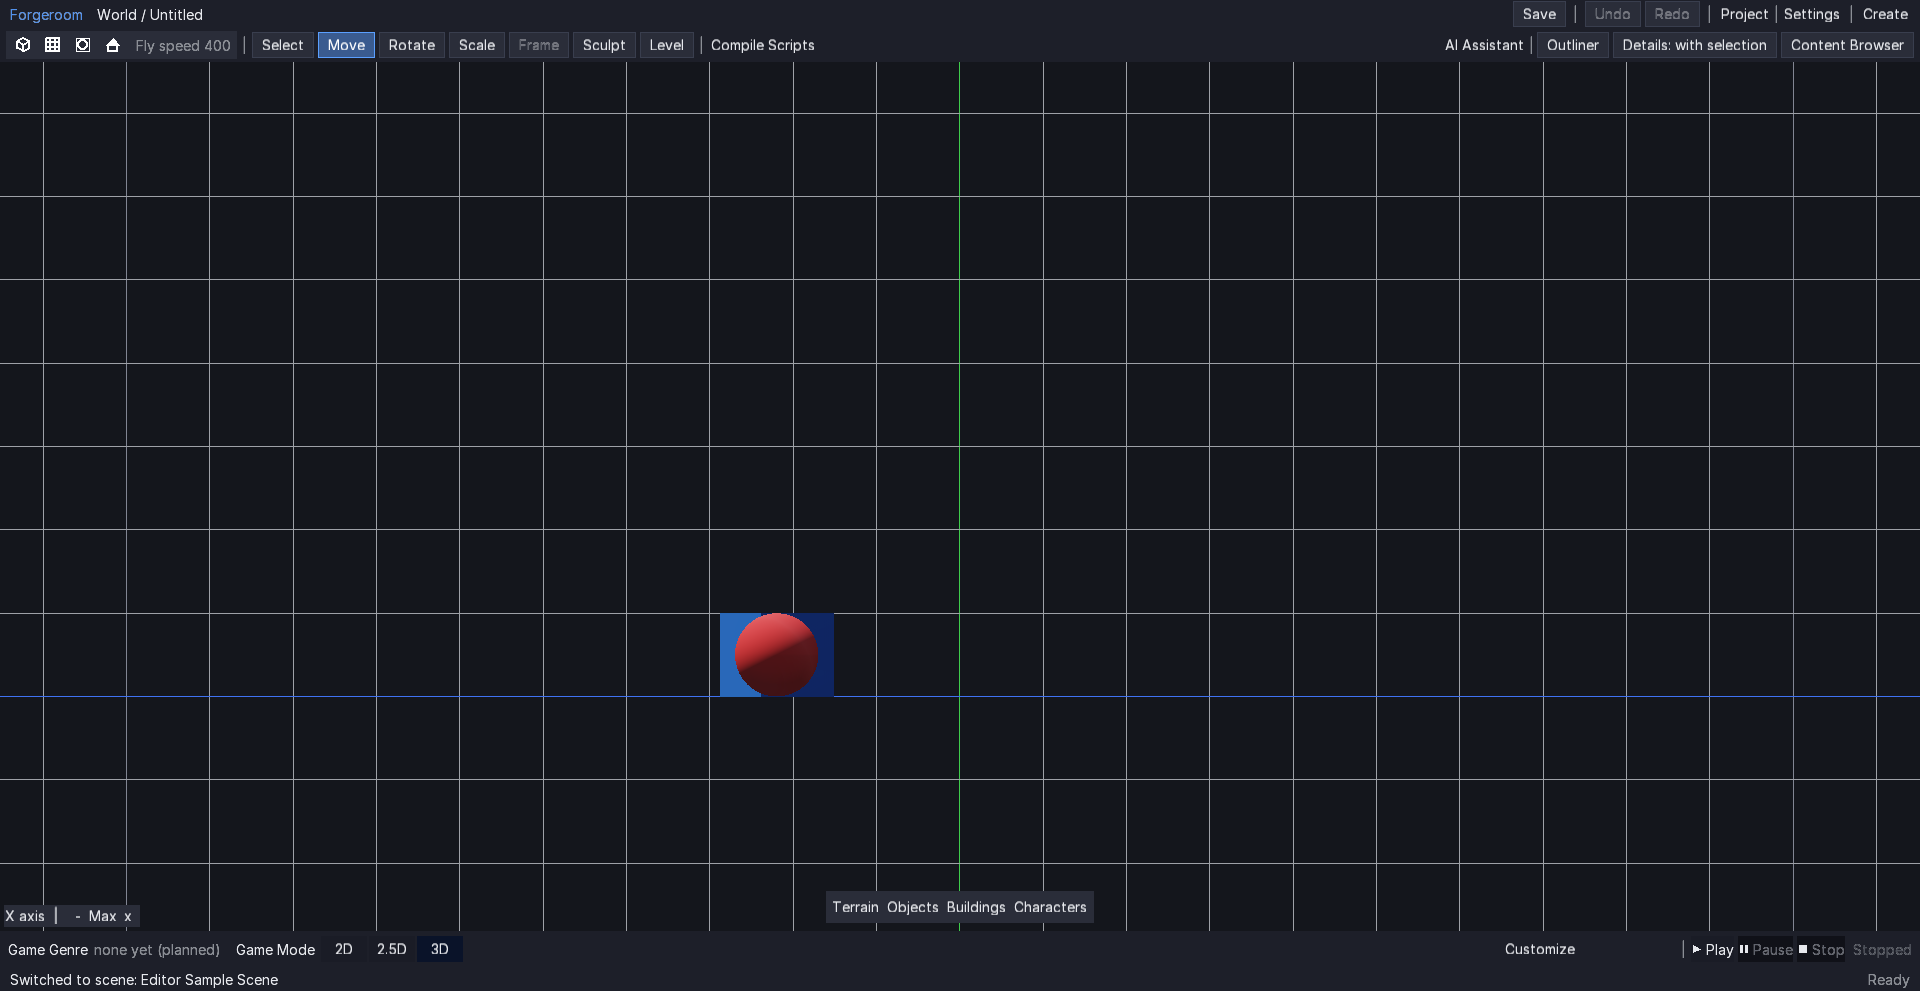 Forgeroom World / Untitled Save | Undo Redo | Project | Settings | Create
Fly speed 400 | Select Move Rotate Scale Frame Sculpt Level | Compile Scripts AI Assistant | Outliner Details: with selection Content Browser
Terrain Objects Buildings Characters
X axis | - Max x
Game Genre none yet (planned) Game Mode 2D 2.5D 3D Customize | Play Pause Stop Stopped
Switched to scene: Editor Sample Scene Ready